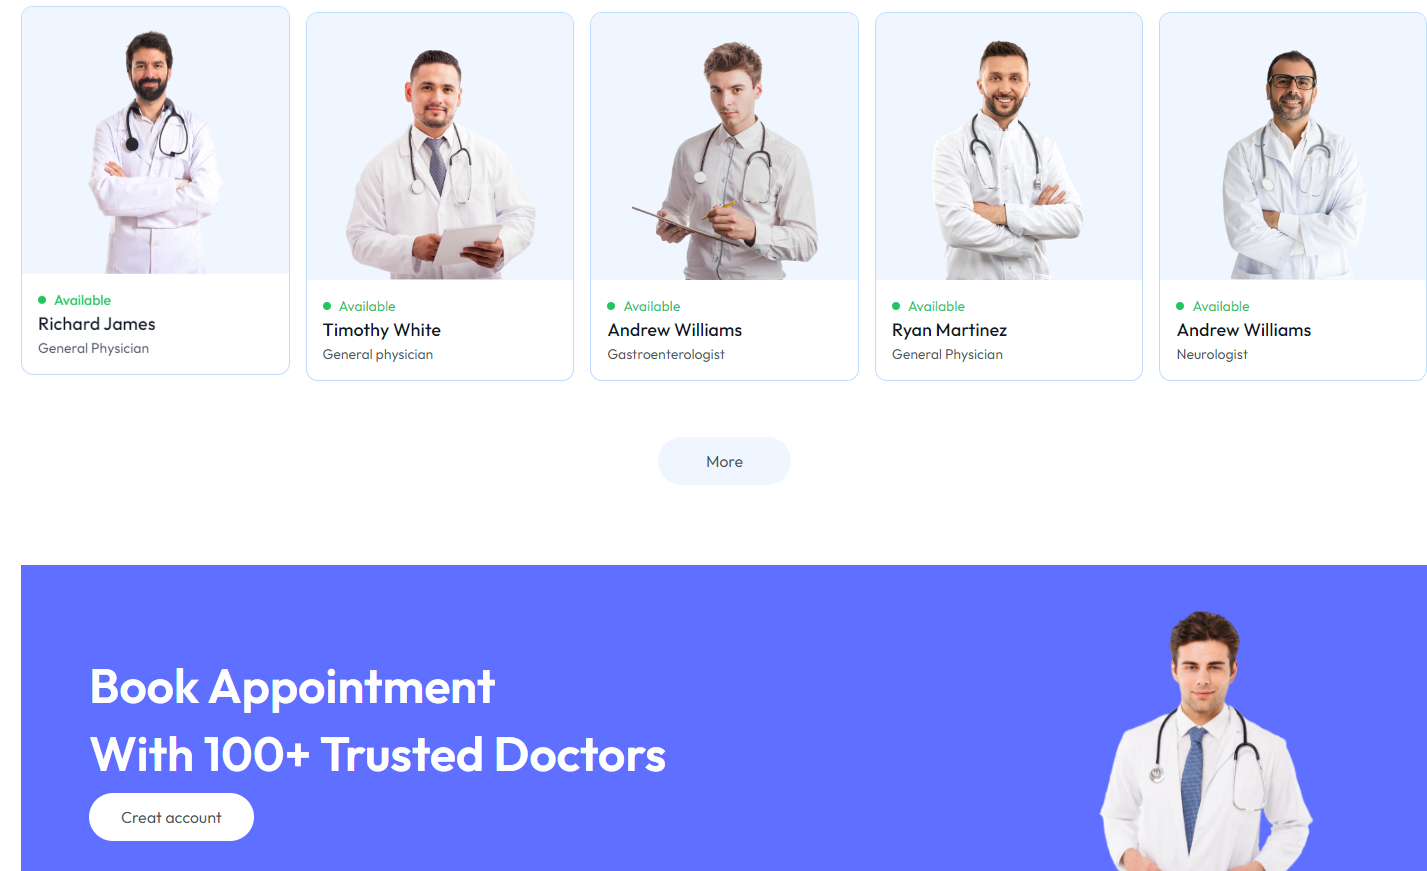 Available
Richard James
General Physician
Available
Timothy White
General physician
Available
Andrew Williams
Gastroenterologist
Available
Ryan Martinez
General Physician
Available
Andrew Williams
Neurologist
More
Book Appointment
With 100+ Trusted Doctors
Creat account